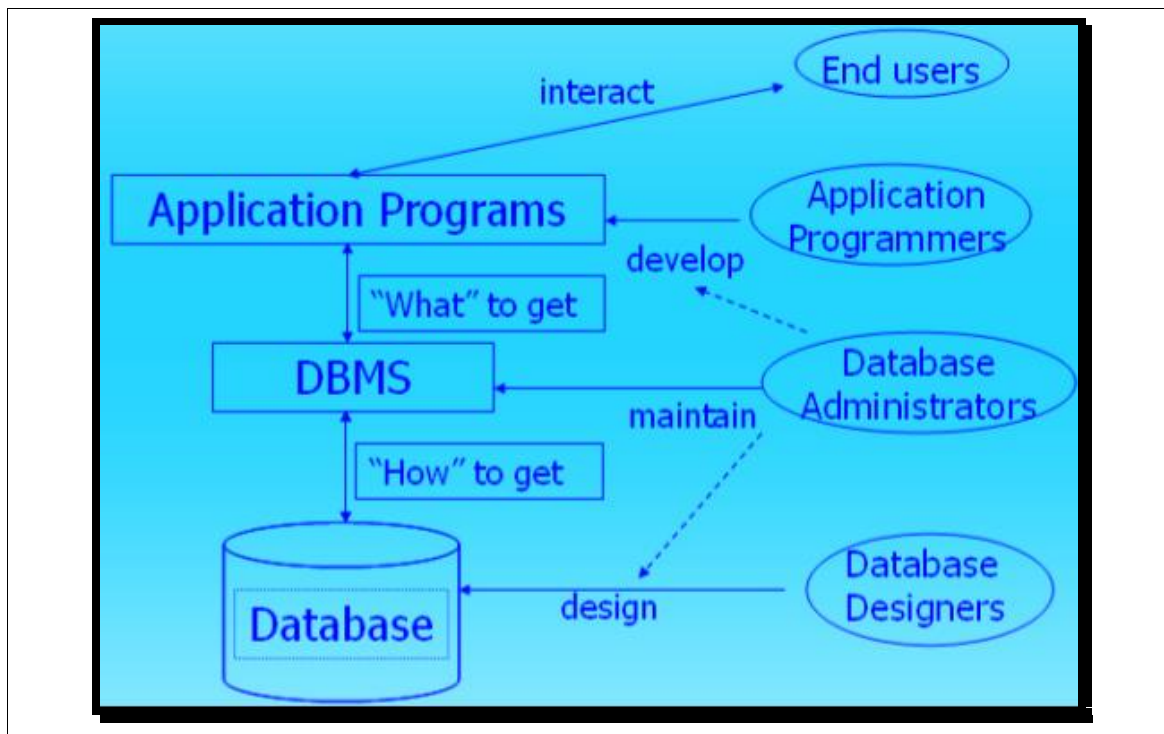 End users
interact
Application Programs
Application
Programmers
develop
“What” to get
DBMS
Database
Administrators
maintain
“How” to get
Database
Designers
design
Database